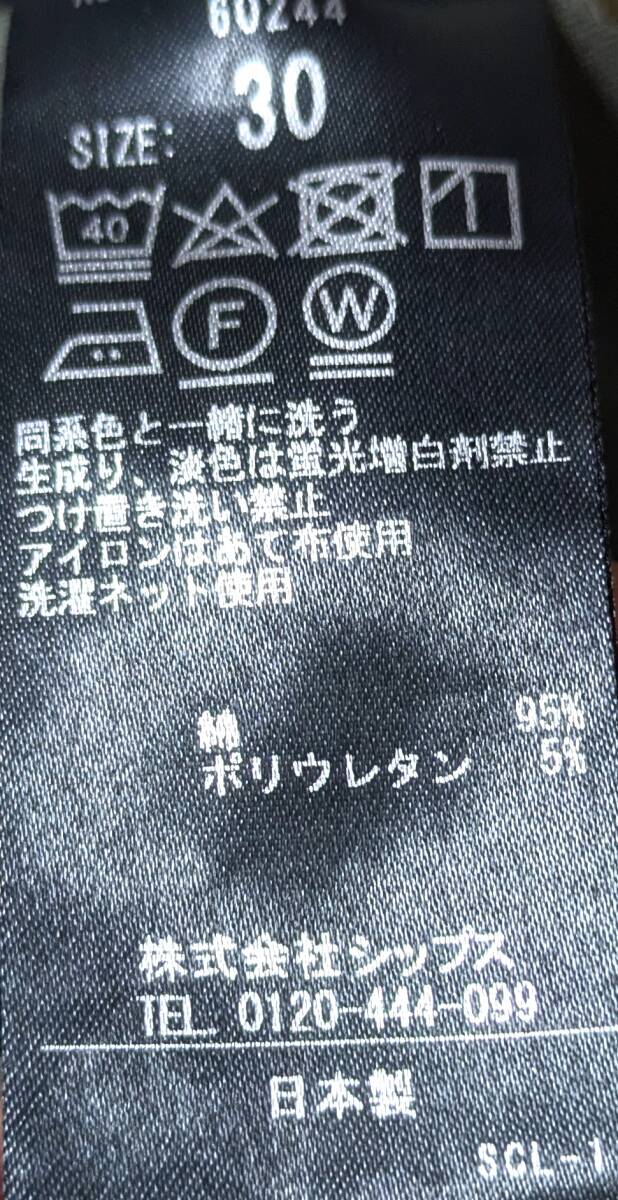 60244
SIZE: 30
40
F W
同系色と一緒に洗う
生成り、淡色は蛍光増白剤禁止
つけ置き洗い禁止
アイロンはあて布使用
洗濯ネット使用
綿 95%
ポリウレタン 5%
株式会社シップス
TEL. 0120-444-099
日本製
SCL-1